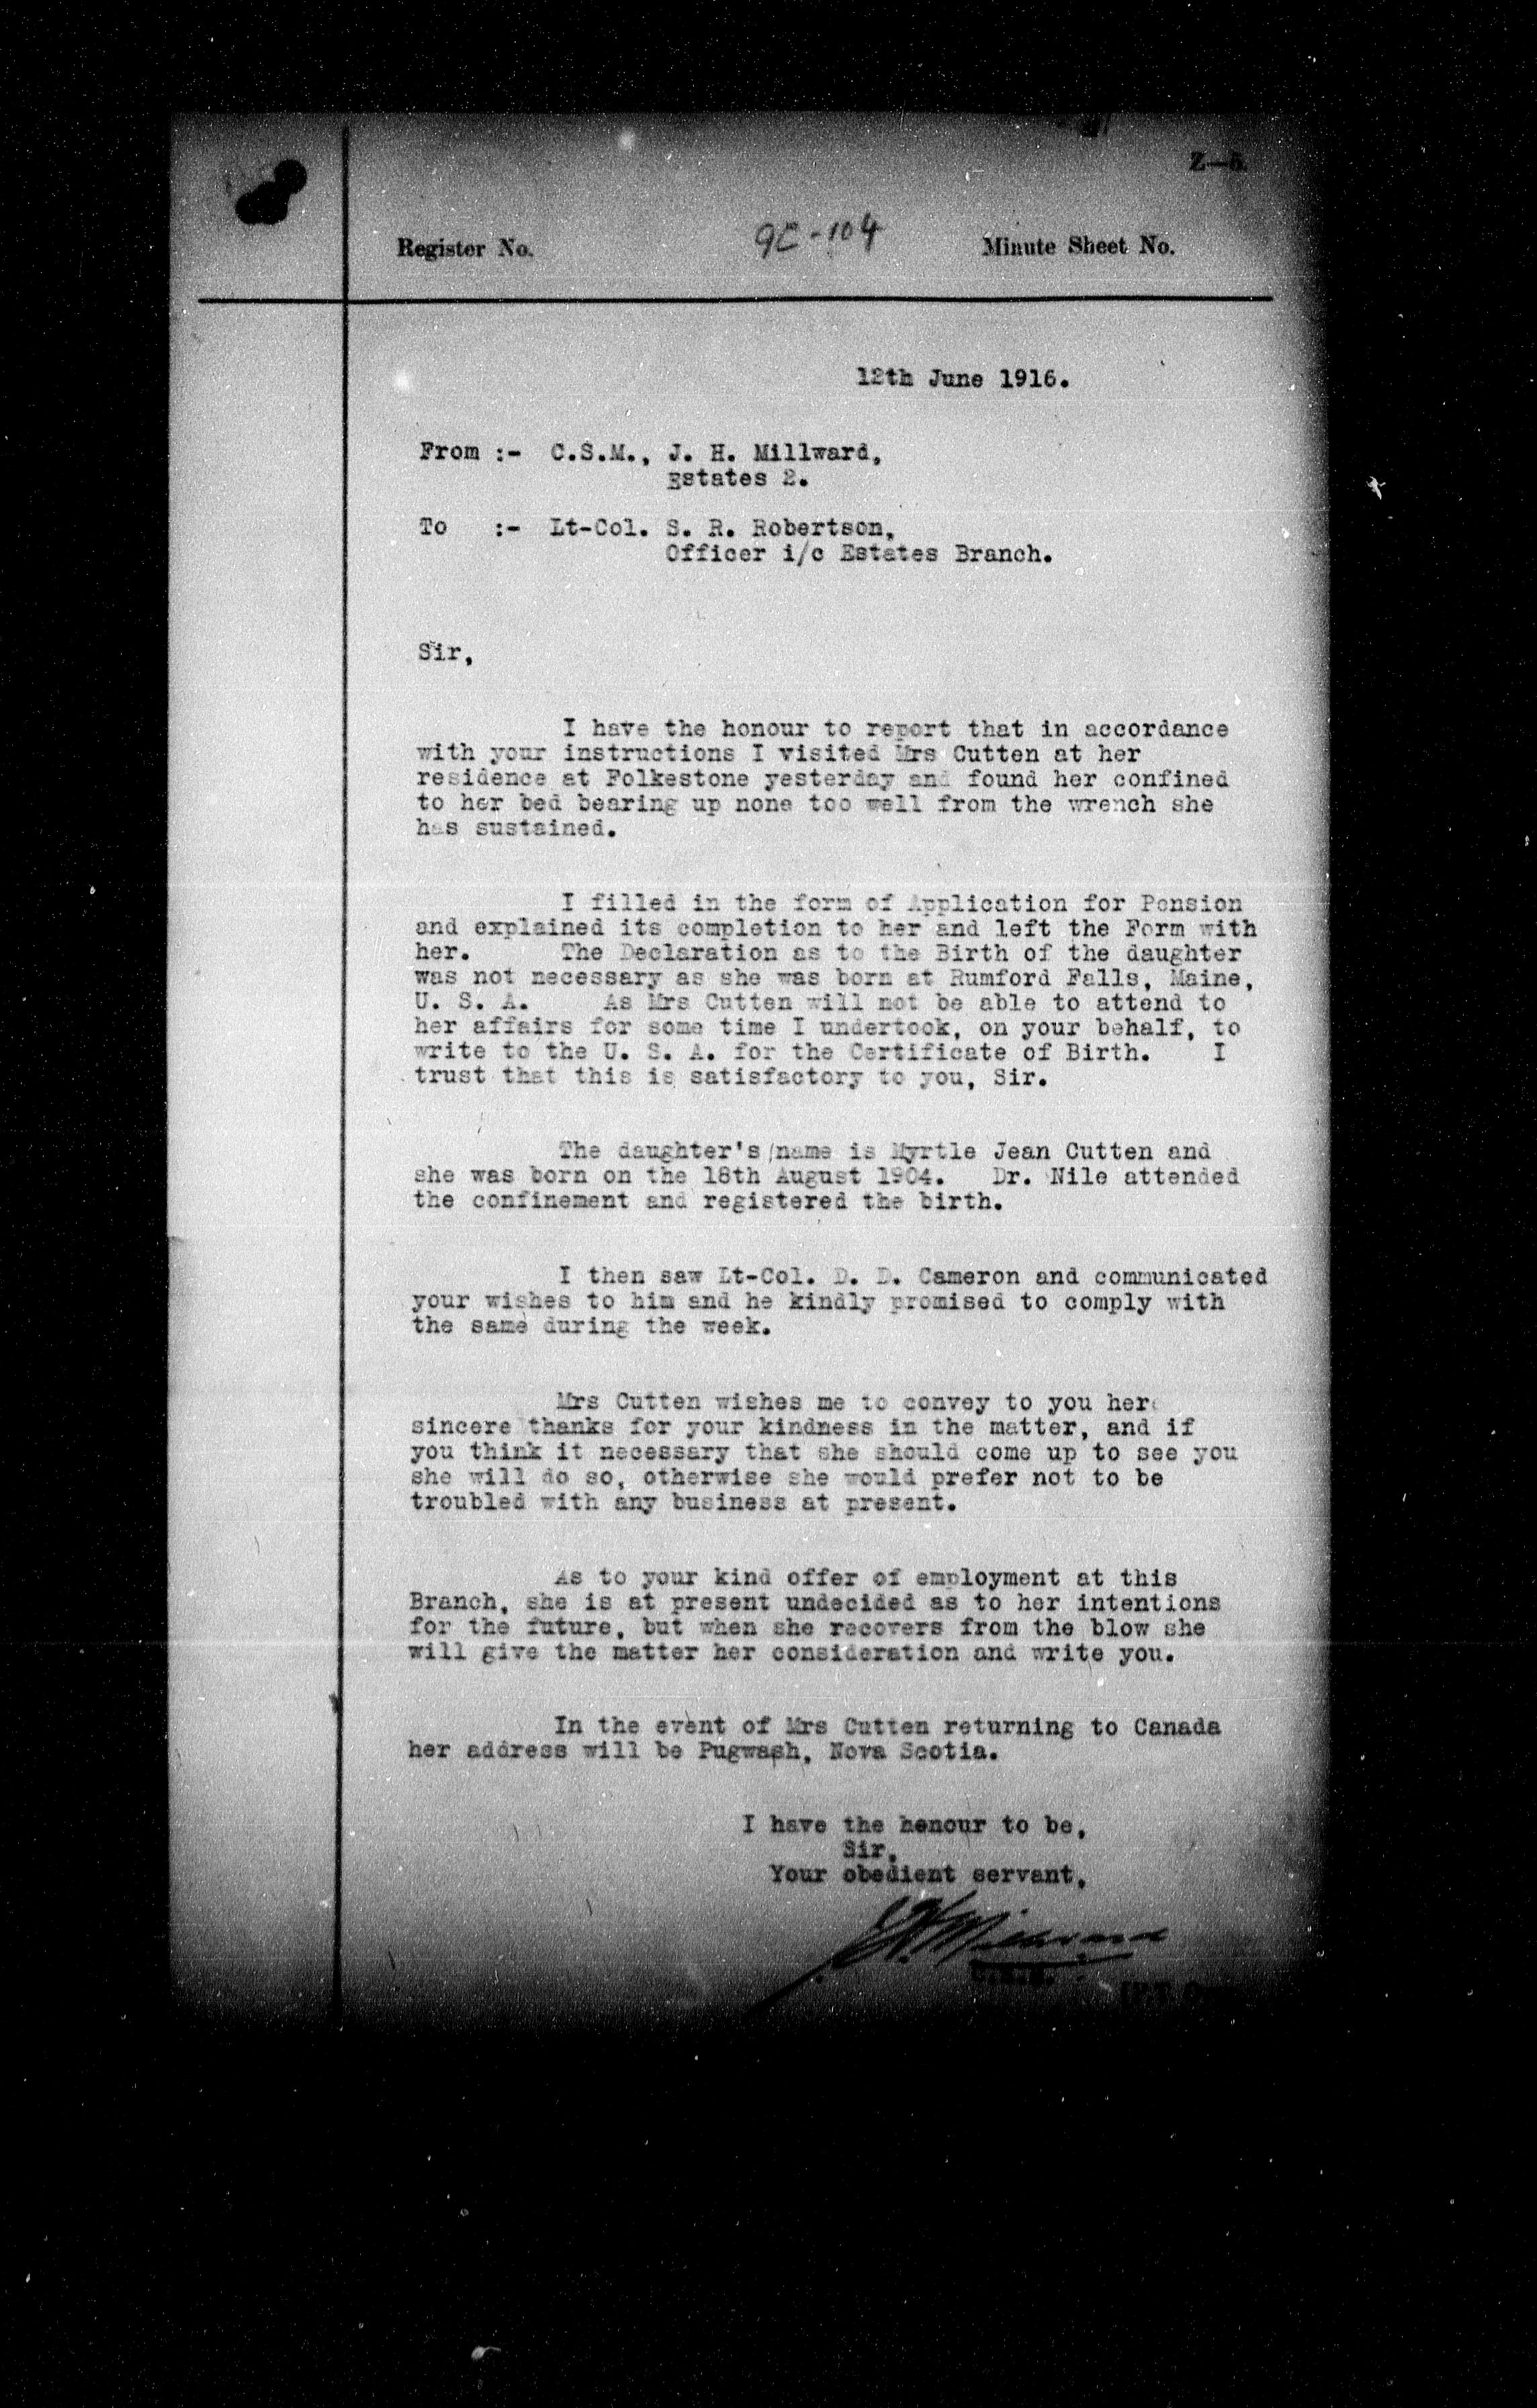 Z—5
Register No.
9C-104
Minute Sheet No.
12th June 1916.
From :- C.S.M., J. H. Millward,
Estates 2.
To :- Lt-Col. S. R. Robertson,
Officer i/c Estates Branch.
Sir,
I have the honour to report that in accordance
with your instructions I visited Mrs Cutten at her
residence at Folkestone yesterday and found her confined
to her bed bearing up none too well from the wrench she
has sustained.
I filled in the form of Application for Pension
and explained its completion to her and left the Form with
her. The Declaration as to the Birth of the daughter
was not necessary as she was born at Rumford Falls, Maine,
U. S. A. As Mrs Cutten will not be able to attend to
her affairs for some time I undertook, on your behalf, to
write to the U. S. A. for the Certificate of Birth. I
trust that this is satisfactory to you, Sir.
The daughter's name is Myrtle Jean Cutten and
she was born on the 18th August 1904. Dr. Nile attended
the confinement and registered the birth.
I then saw Lt-Col. D. D. Cameron and communicated
your wishes to him and he kindly promised to comply with
the same during the week.
Mrs Cutten wishes me to convey to you her
sincere thanks for your kindness in the matter, and if
you think it necessary that she should come up to see you
she will do so, otherwise she would prefer not to be
troubled with any business at present.
As to your kind offer of employment at this
Branch, she is at present undecided as to her intentions
for the future, but when she recovers from the blow she
will give the matter her consideration and write you.
In the event of Mrs Cutten returning to Canada
her address will be Pugwash, Nova Scotia.
I have the honour to be,
Sir,
Your obedient servant,
J H Millward